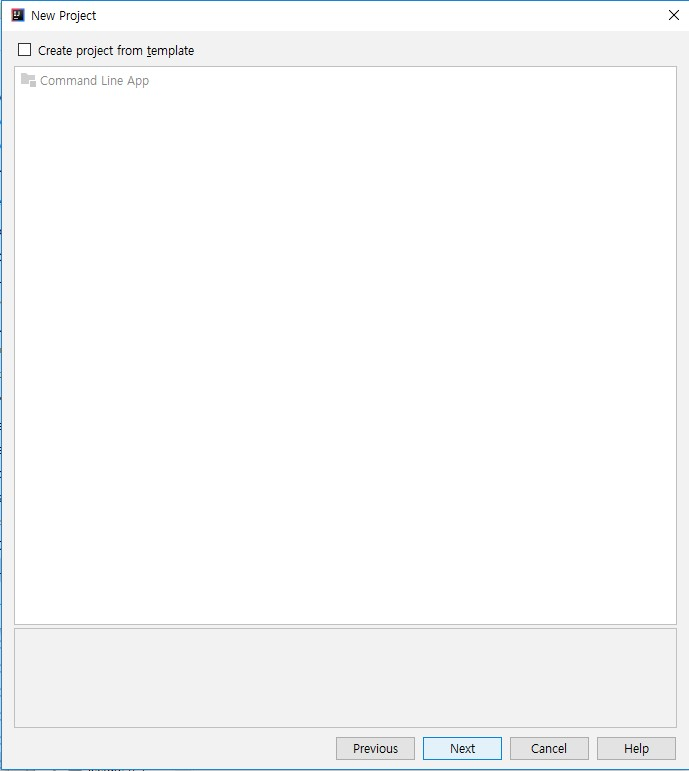 New Project
Create project from template
Command Line App
Previous Next Cancel Help